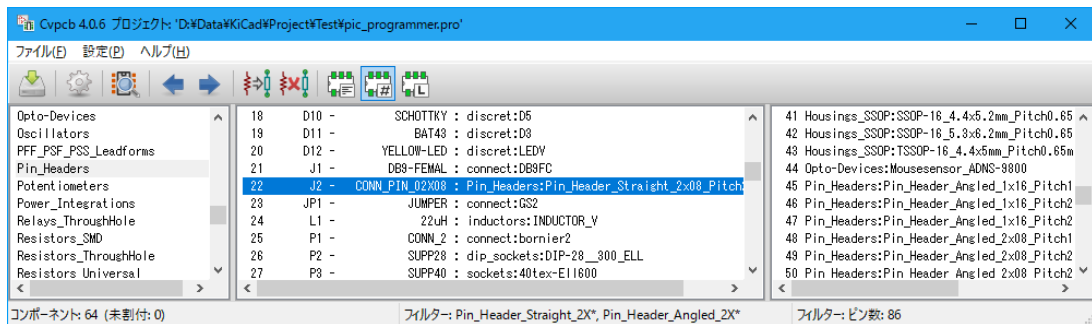 Cvpcb 4.0.6 プロジェクト: 'D:¥Data¥KiCad¥Project¥Test¥pic_programmer.pro'
ファイル(F) 設定(P) ヘルプ(H)
Opto-Devices
Oscillators
PFF_PSF_PSS_Leadforms
Pin_Headers
Potentiometers
Power_Integrations
Relays_ThroughHole
Resistors_SMD
Resistors_ThroughHole
Resistors_Universal
18 D10 - SCHOTTKY : discret:D5
19 D11 - BAT43 : discret:D3
20 D12 - YELLOW-LED : discret:LEDV
21 J1 - DB9-FEMAL : connect:DB9FC
22 J2 - CONN_PIN_02X08 : Pin_Headers:Pin_Header_Straight_2x08_Pitch
23 JP1 - JUMPER : connect:GS2
24 L1 - 22uH : inductors:INDUCTOR_V
25 P1 - CONN_2 : connect:bornier2
26 P2 - SUPP28 : dip_sockets:DIP-28__300_ELL
27 P3 - SUPP40 : sockets:40tex-Ell600
41 Housings_SSOP:SSOP-16_4.4x5.2mm_Pitch0.65
42 Housings_SSOP:SSOP-16_5.3x6.2mm_Pitch0.65
43 Housings_SSOP:TSSOP-16_4.4x5mm_Pitch0.65m
44 Opto-Devices:Mousesensor_ADNS-9800
45 Pin_Headers:Pin_Header_Angled_1x16_Pitch1
46 Pin_Headers:Pin_Header_Angled_1x16_Pitch2
47 Pin_Headers:Pin_Header_Angled_1x16_Pitch2
48 Pin_Headers:Pin_Header_Angled_2x08_Pitch1
49 Pin_Headers:Pin_Header_Angled_2x08_Pitch2
50 Pin_Headers:Pin_Header_Angled_2x08_Pitch2
コンポーネント: 64 (未割付: 0)
フィルター: Pin_Header_Straight_2X*, Pin_Header_Angled_2X*
フィルター: ピン数: 86